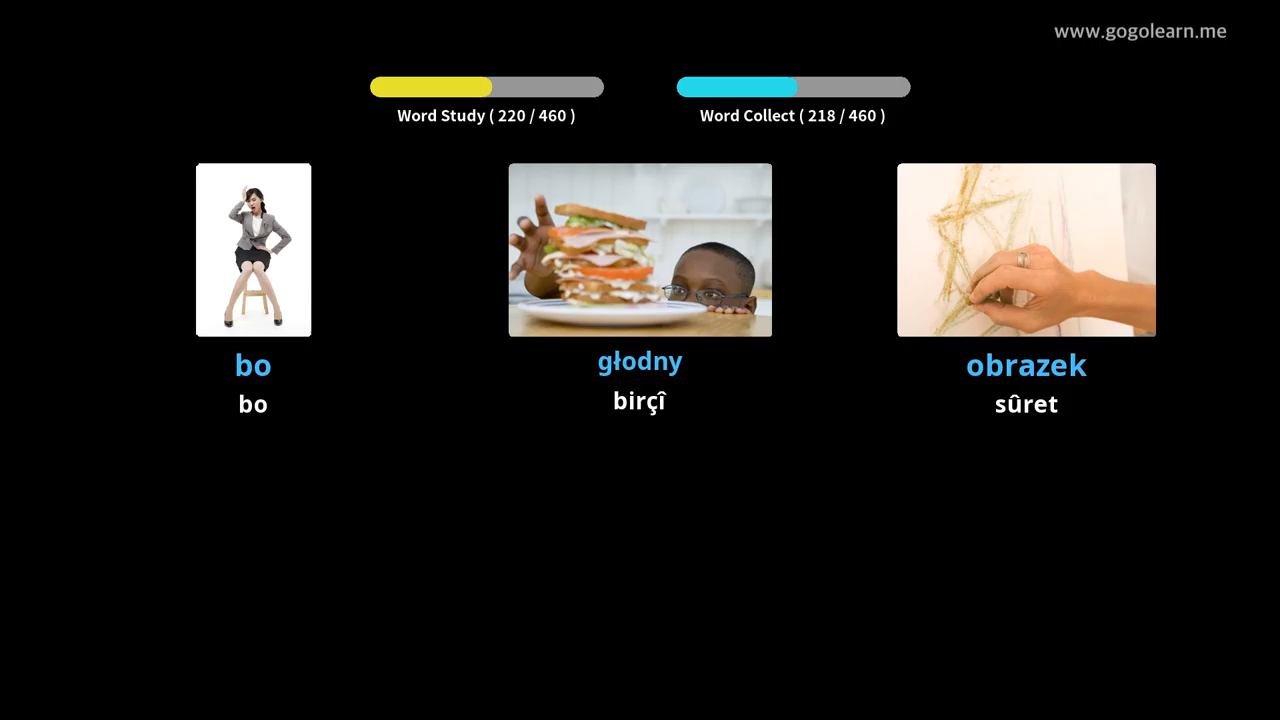 www.gogolearn.me
Word Study ( 220 / 460 )
Word Collect ( 218 / 460 )
bo
głodny
obrazek
bo
birçî
sûret